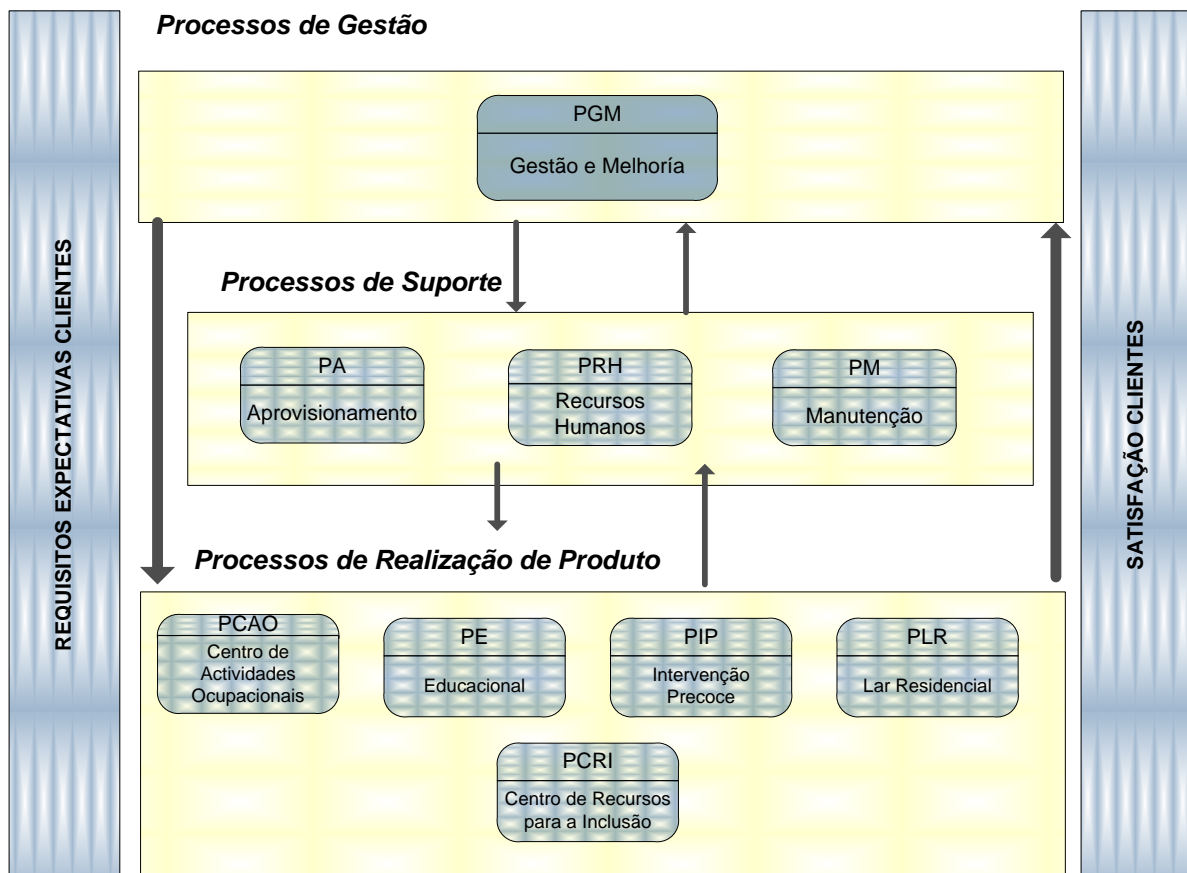 Processos de Gestão
PGM
Gestão e Melhoría
REQUISITOS EXPECTATIVAS CLIENTES
SATISFAÇÃO CLIENTES
Processos de Suporte
PA
Aprovisionamento
PRH
Recursos
Humanos
PM
Manutenção
Processos de Realização de Produto
PCAO
Centro de
Actividades
Ocupacionais
PE
Educacional
PIP
Intervenção
Precoce
PLR
Lar Residencial
PCRI
Centro de Recursos
para a Inclusão